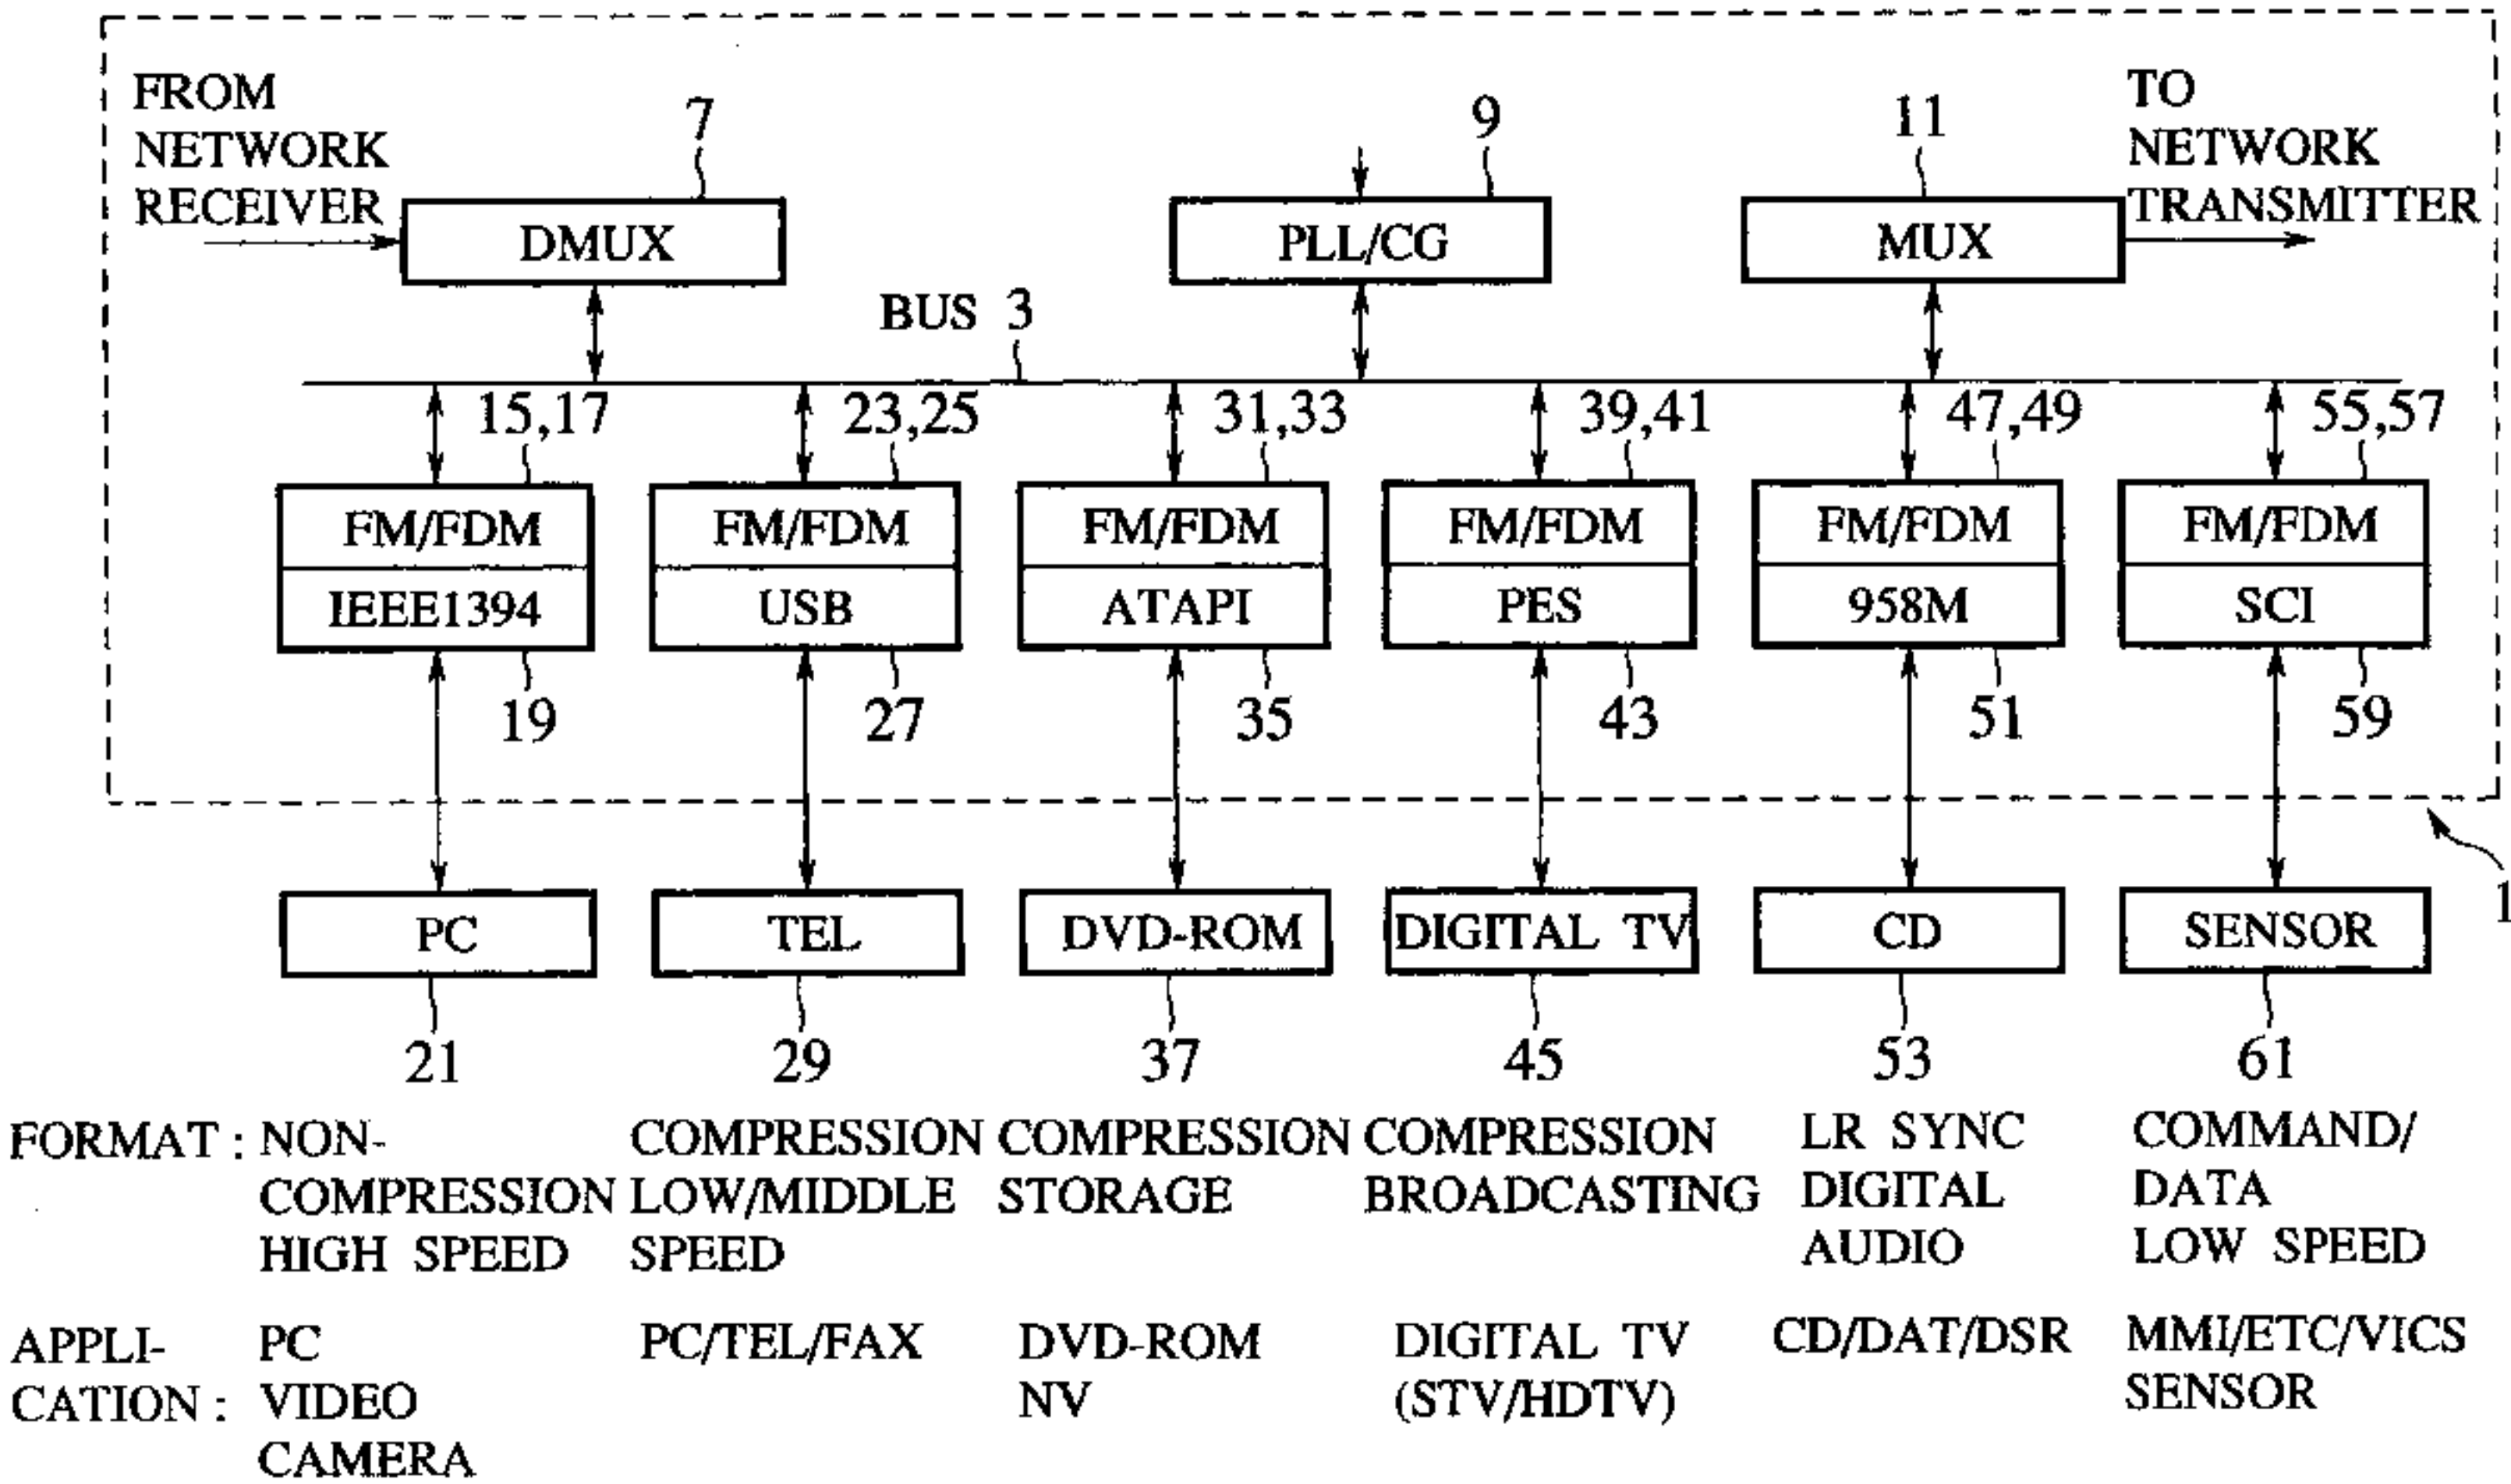 FROM
NETWORK
RECEIVER
7
9
11
TO
NETWORK
TRANSMITTER
DMUX
PLL/CG
MUX
BUS 3
15,17
23,25
31,33
39,41
47,49
55,57
FM/FDM
FM/FDM
FM/FDM
FM/FDM
FM/FDM
FM/FDM
IEEE1394
USB
ATAPI
PES
958M
SCI
19
27
35
43
51
59
1
PC
TEL
DVD-ROM
DIGITAL TV
CD
SENSOR
21
29
37
45
53
61
FORMAT :
NON-
COMPRESSION
HIGH SPEED
COMPRESSION
LOW/MIDDLE
SPEED
COMPRESSION
STORAGE
COMPRESSION
BROADCASTING
LR SYNC
DIGITAL
AUDIO
COMMAND/
DATA
LOW SPEED
APPLI-
CATION :
PC
VIDEO
CAMERA
PC/TEL/FAX
DVD-ROM
NV
DIGITAL TV
(STV/HDTV)
CD/DAT/DSR
MMI/ETC/VICS
SENSOR